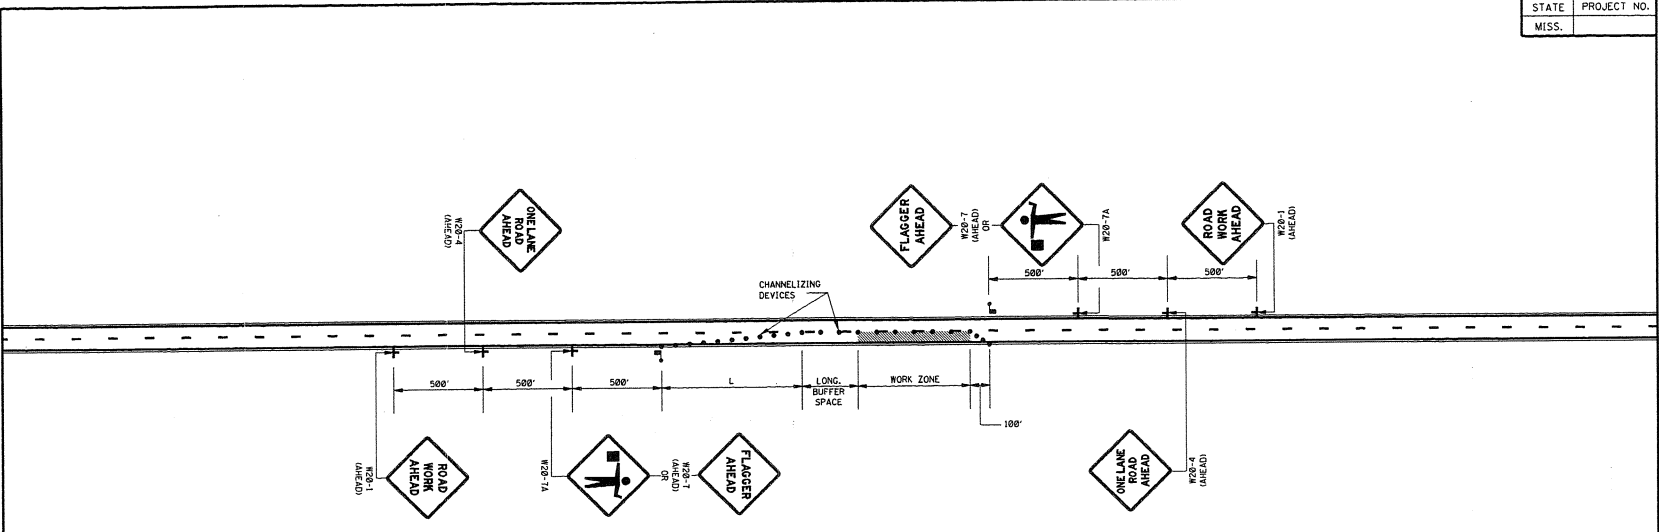 STATE PROJECT NO.
MISS.
ONE LANE
ROAD
AHEAD
W20-4
(AHEAD)
FLAGGER
AHEAD
W20-7
(AHEAD)
OR
W20-7A
ROAD
WORK
AHEAD
W20-1
(AHEAD)
500'
500'
500'
CHANNELIZING
DEVICES
500'
500'
500'
L
LONG.
BUFFER
SPACE
WORK ZONE
100'
ROAD
WORK
AHEAD
W20-1
(AHEAD)
W20-7A
W20-7
(AHEAD)
OR
FLAGGER
AHEAD
ONE LANE
ROAD
AHEAD
W20-4
(AHEAD)